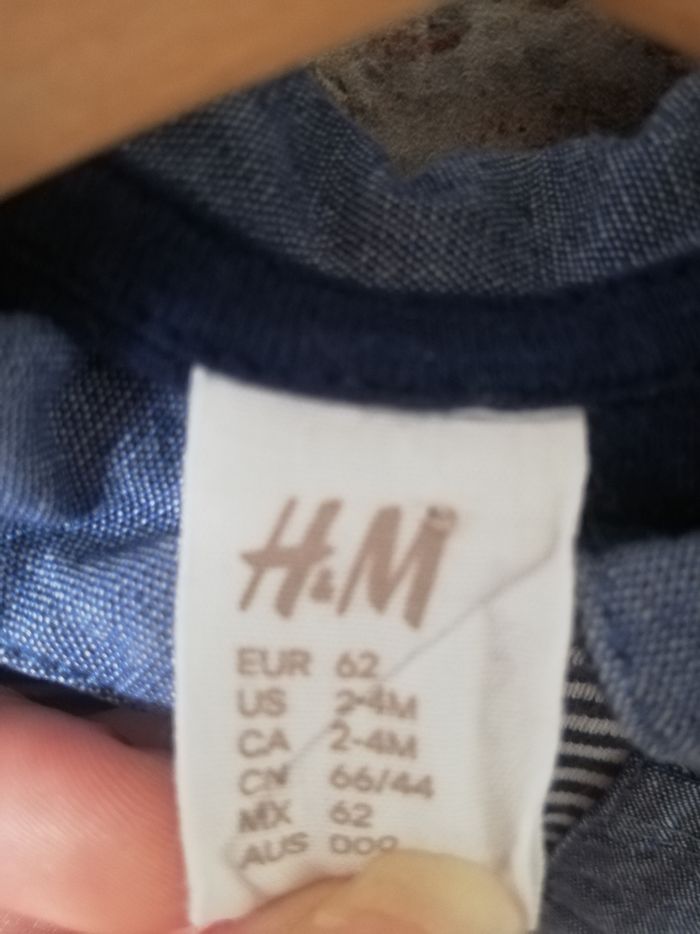 H&M
EUR 62
US 2-4M
CA 2-4M
CN 66/44
MX 62
AUS 000